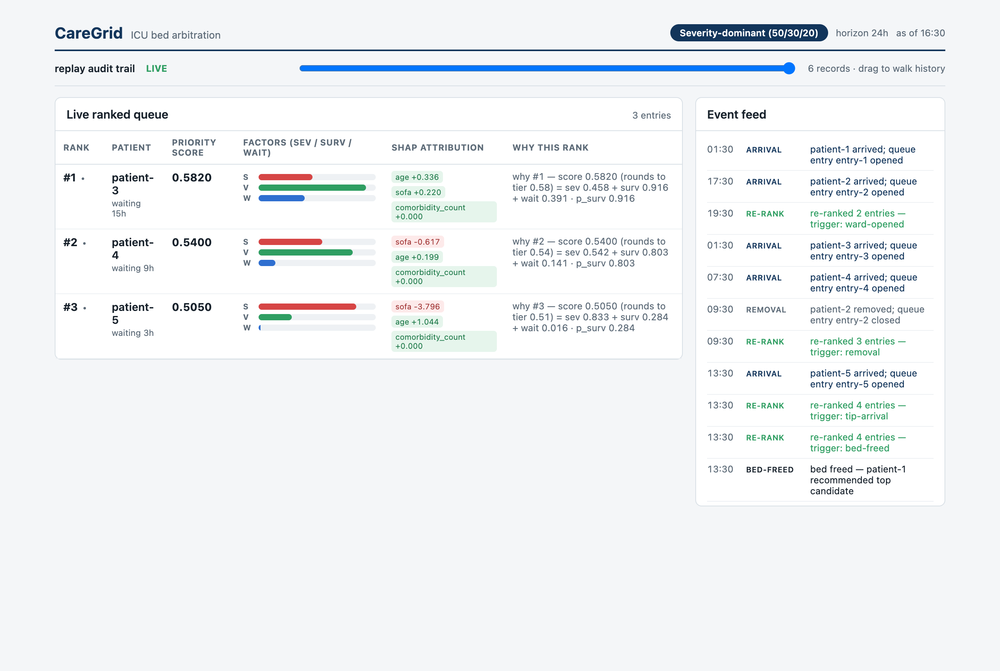 CareGrid ICU bed arbitration
Severity-dominant (50/30/20) horizon 24h as of 16:30
replay audit trail LIVE
6 records · drag to walk history
Live ranked queue
3 entries
RANK
PATIENT
PRIORITY
SCORE
FACTORS (SEV / SURV /
WAIT)
SHAP ATTRIBUTION
WHY THIS RANK
#1 •
patient-
3
waiting
15h
0.5820
S
V
W
age +0.336
sofa +0.220
comorbidity_count
+0.000
why #1 — score 0.5820 (rounds to
tier 0.58) = sev 0.458 + surv 0.916
+ wait 0.391 · p_surv 0.916
#2 •
patient-
4
waiting 9h
0.5400
S
V
W
sofa -0.617
age +0.199
comorbidity_count
+0.000
why #2 — score 0.5400 (rounds to
tier 0.54) = sev 0.542 + surv 0.803
+ wait 0.141 · p_surv 0.803
#3 •
patient-
5
waiting 3h
0.5050
S
V
W
sofa -3.796
age +1.044
comorbidity_count
+0.000
why #3 — score 0.5050 (rounds to
tier 0.51) = sev 0.833 + surv 0.284
+ wait 0.016 · p_surv 0.284
Event feed
01:30 ARRIVAL patient-1 arrived; queue
entry entry-1 opened
17:30 ARRIVAL patient-2 arrived; queue
entry entry-2 opened
19:30 RE-RANK re-ranked 2 entries —
trigger: ward-opened
01:30 ARRIVAL patient-3 arrived; queue
entry entry-3 opened
07:30 ARRIVAL patient-4 arrived; queue
entry entry-4 opened
09:30 REMOVAL patient-2 removed; queue
entry entry-2 closed
09:30 RE-RANK re-ranked 3 entries —
trigger: removal
13:30 ARRIVAL patient-5 arrived; queue
entry entry-5 opened
13:30 RE-RANK re-ranked 4 entries —
trigger: tip-arrival
13:30 RE-RANK re-ranked 4 entries —
trigger: bed-freed
13:30 BED-FREED bed freed — patient-1
recommended top
candidate